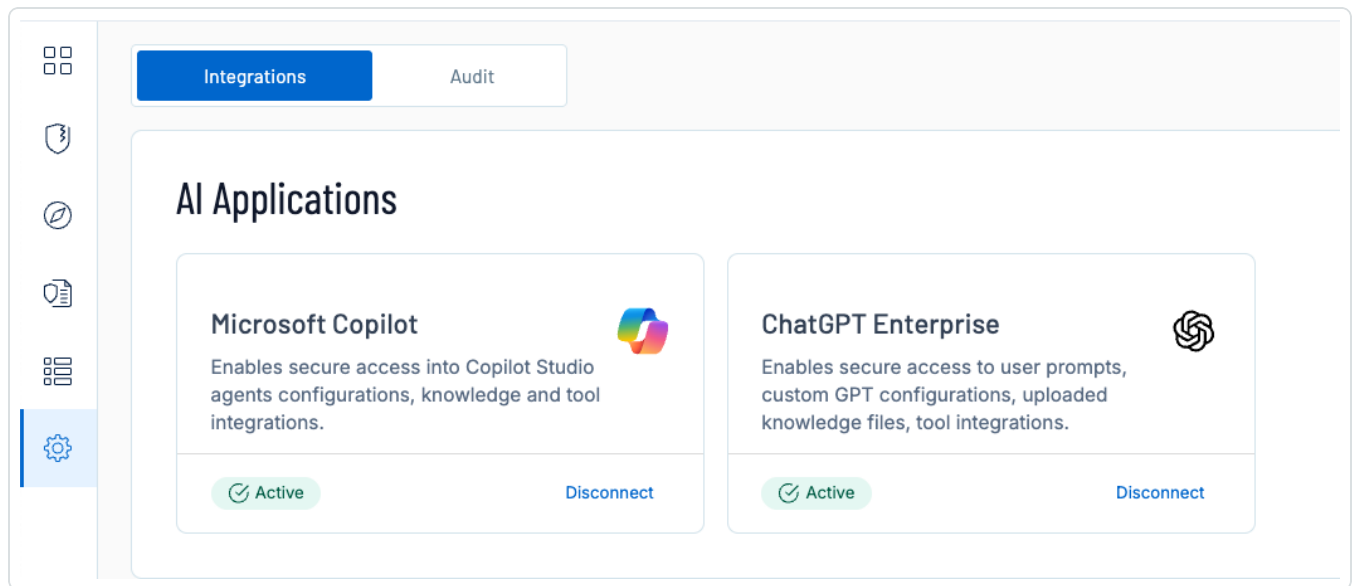 Integrations
Audit
AI Applications
Microsoft Copilot
Enables secure access into Copilot Studio
agents configurations, knowledge and tool
integrations.
Active
Disconnect
ChatGPT Enterprise
Enables secure access to user prompts,
custom GPT configurations, uploaded
knowledge files, tool integrations.
Active
Disconnect